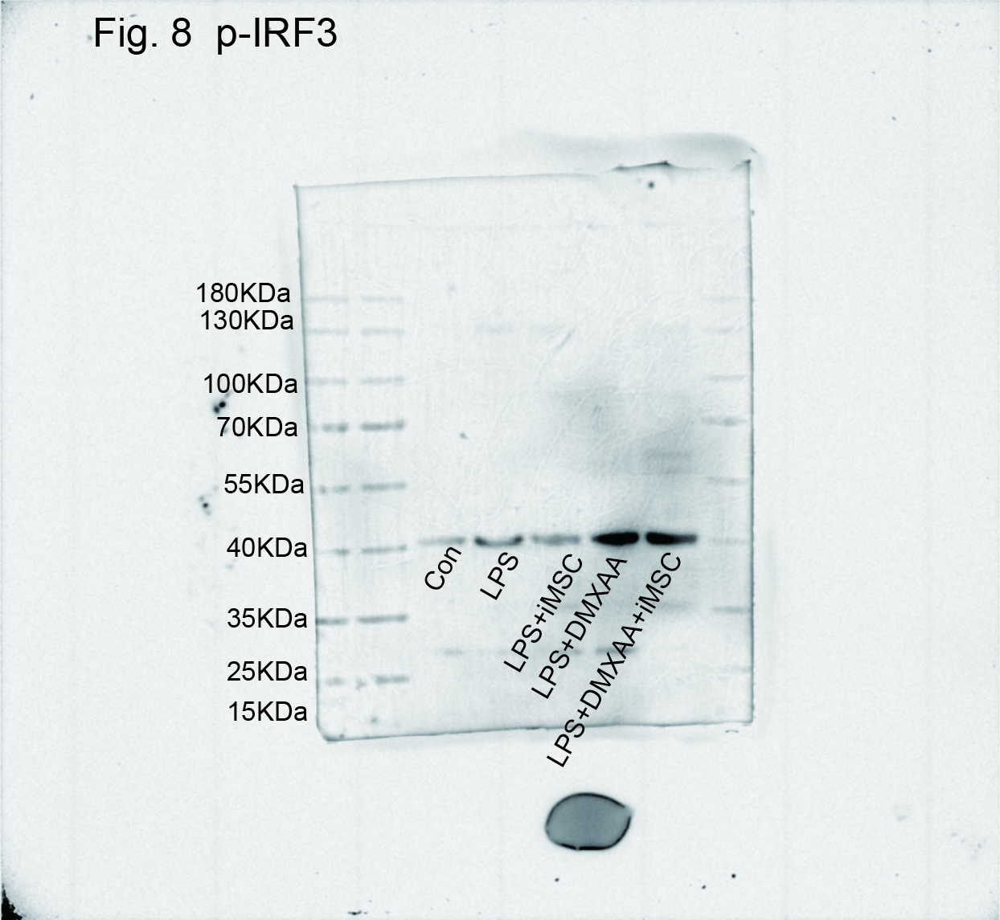 Fig. 8 p-IRF3
180KDa
130KDa
100KDa
70KDa
55KDa
40KDa
35KDa
25KDa
15KDa
Con
LPS
LPS+iMSC
LPS+DMXAA
LPS+DMXAA+iMSC